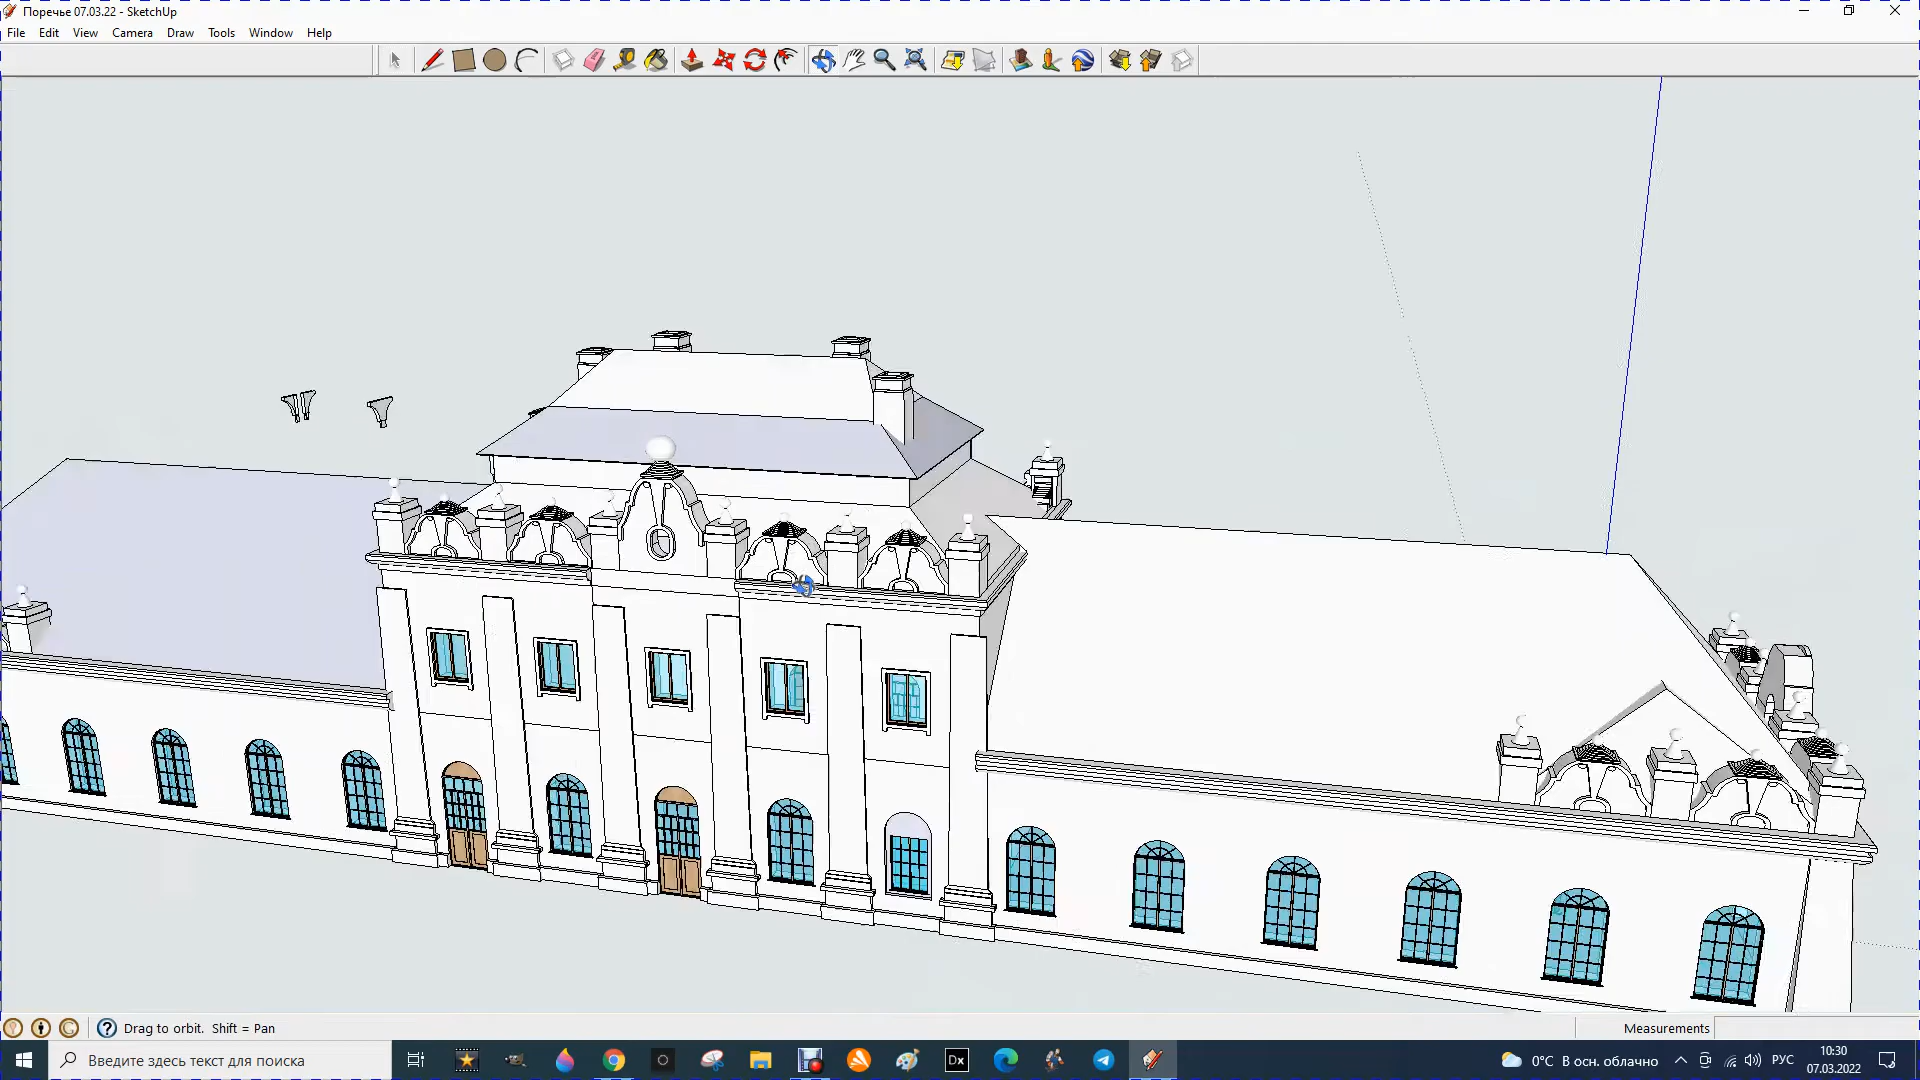 Поречье 07.03.22 - SketchUp
File Edit View Camera Draw Tools Window Help
Drag to orbit. Shift = Pan
Measurements
Введите здесь текст для поиска
Dx
0°C В осн. облачно
РУС
10:30
07.03.2022